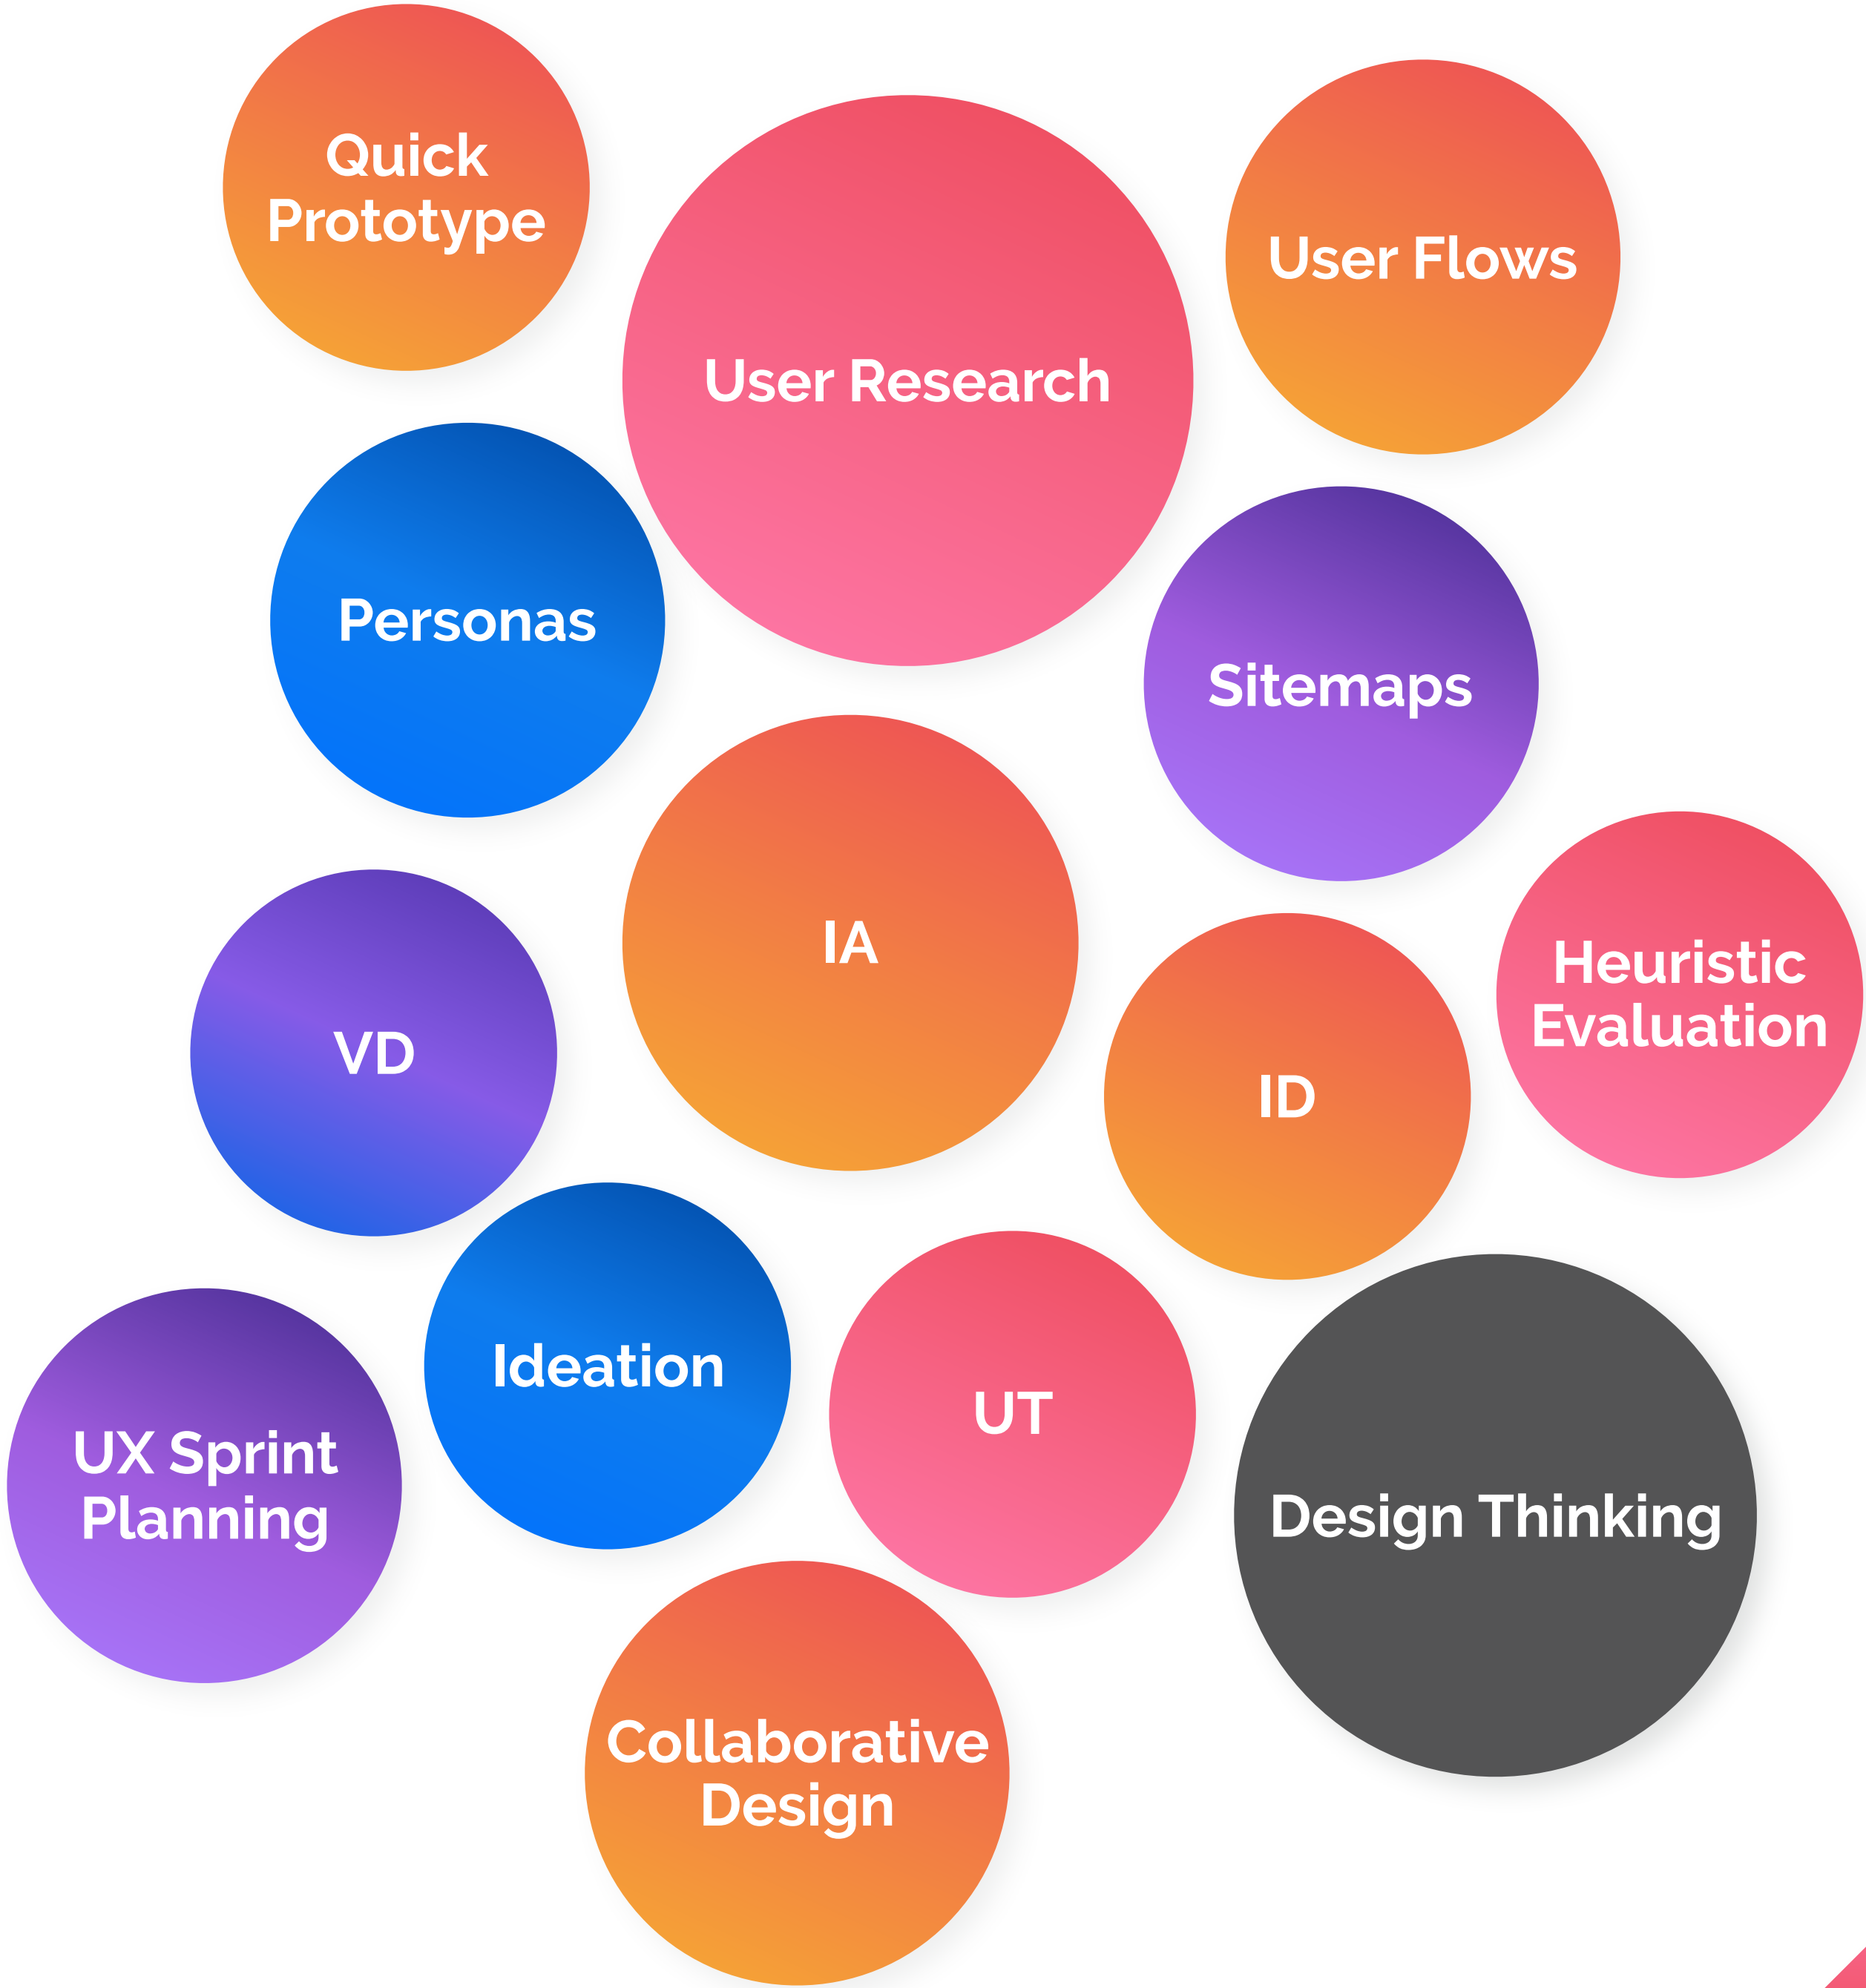 Quick
Prototype
User Flows
User Research
Personas
Sitemaps
IA
Heuristic
Evaluation
VD
ID
Ideation
UT
UX Sprint
Planning
Design Thinking
Collaborative
Design